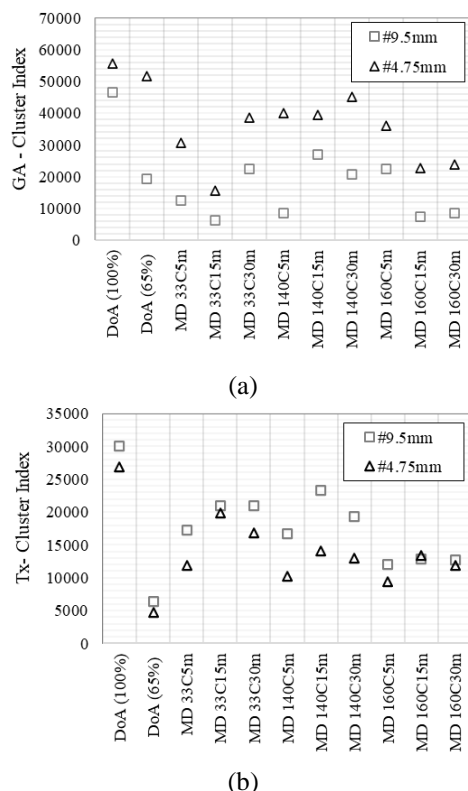 70000
60000
50000
40000
30000
20000
10000
0
GA - Cluster Index
#9.5mm
#4.75mm
DoA (100%)
DoA (65%)
MD 33C5m
MD 33C15m
MD 33C30m
MD 140C5m
MD 140C15m
MD 140C30m
MD 160C5m
MD 160C15m
MD 160C30m
(a)
35000
30000
25000
20000
15000
10000
5000
0
Tx- Cluster Index
#9.5mm
#4.75mm
DoA (100%)
DoA (65%)
MD 33C5m
MD 33C15m
MD 33C30m
MD 140C5m
MD 140C15m
MD 140C30m
MD 160C5m
MD 160C15m
MD 160C30m
(b)